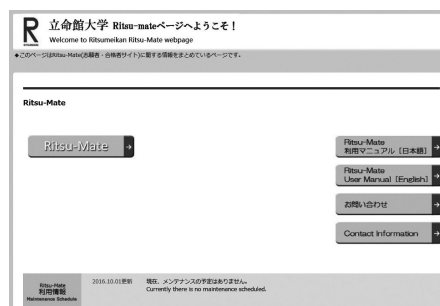 R 立命館大学 Ritsu-mateページへようこそ！
RITSUMEIKAN Welcome to Ritsumeikan Ritsu-Mate webpage
◆このページはRitsu-Mate(志願者・合格者サイト)に関する情報をまとめているページです。
Ritsu-Mate
Ritsu-Mate
Ritsu-Mate
利用マニュアル［日本語］
Ritsu-Mate
User Manual［English］
お問い合わせ
Contact Information
Ritsu-Mate
利用情報
Maintenance Schedule
2016.10.01更新 現在、メンテナンスの予定はありません。
Currently there is no maintenance scheduled.